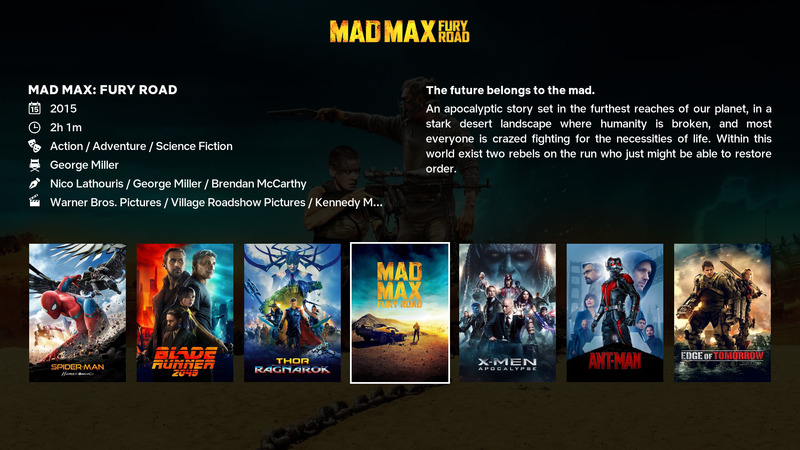 MAD MAX FURY ROAD
MAD MAX: FURY ROAD
2015
2h 1m
Action / Adventure / Science Fiction
George Miller
Nico Lathouris / George Miller / Brendan McCarthy
Warner Bros. Pictures / Village Roadshow Pictures / Kennedy M...
The future belongs to the mad.
An apocalyptic story set in the furthest reaches of our planet, in a
stark desert landscape where humanity is broken, and most
everyone is crazed fighting for the necessities of life. Within this
world exist two rebels on the run who just might be able to restore
order.
SPIDER-MAN
HOMECOMING
BLADE
RUNNER
2049
THOR
RAGNAROK
MAD
MAX
FURY ROAD
X-MEN
APOCALYPSE
ANT-MAN
EDGE OF TOMORROW